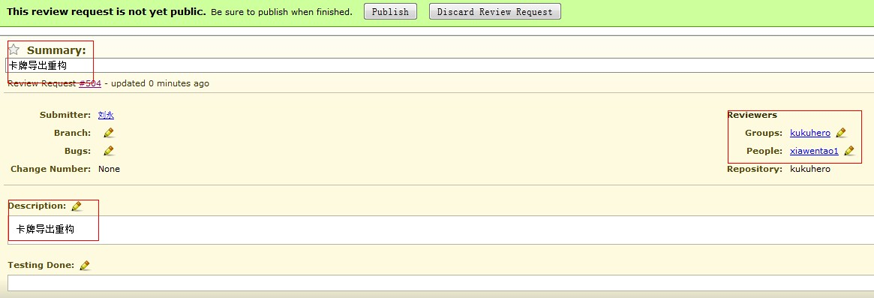 This review request is not yet public. Be sure to publish when finished. Publish Discard Review Request
Summary:
卡牌导出重构
Review Request #504 - updated 0 minutes ago
Submitter: 刘永
Reviewers
Branch:
Groups: kukuhero
Bugs:
People: xiawentao1
Change Number: None
Repository: kukuhero
Description:
卡牌导出重构
Testing Done: